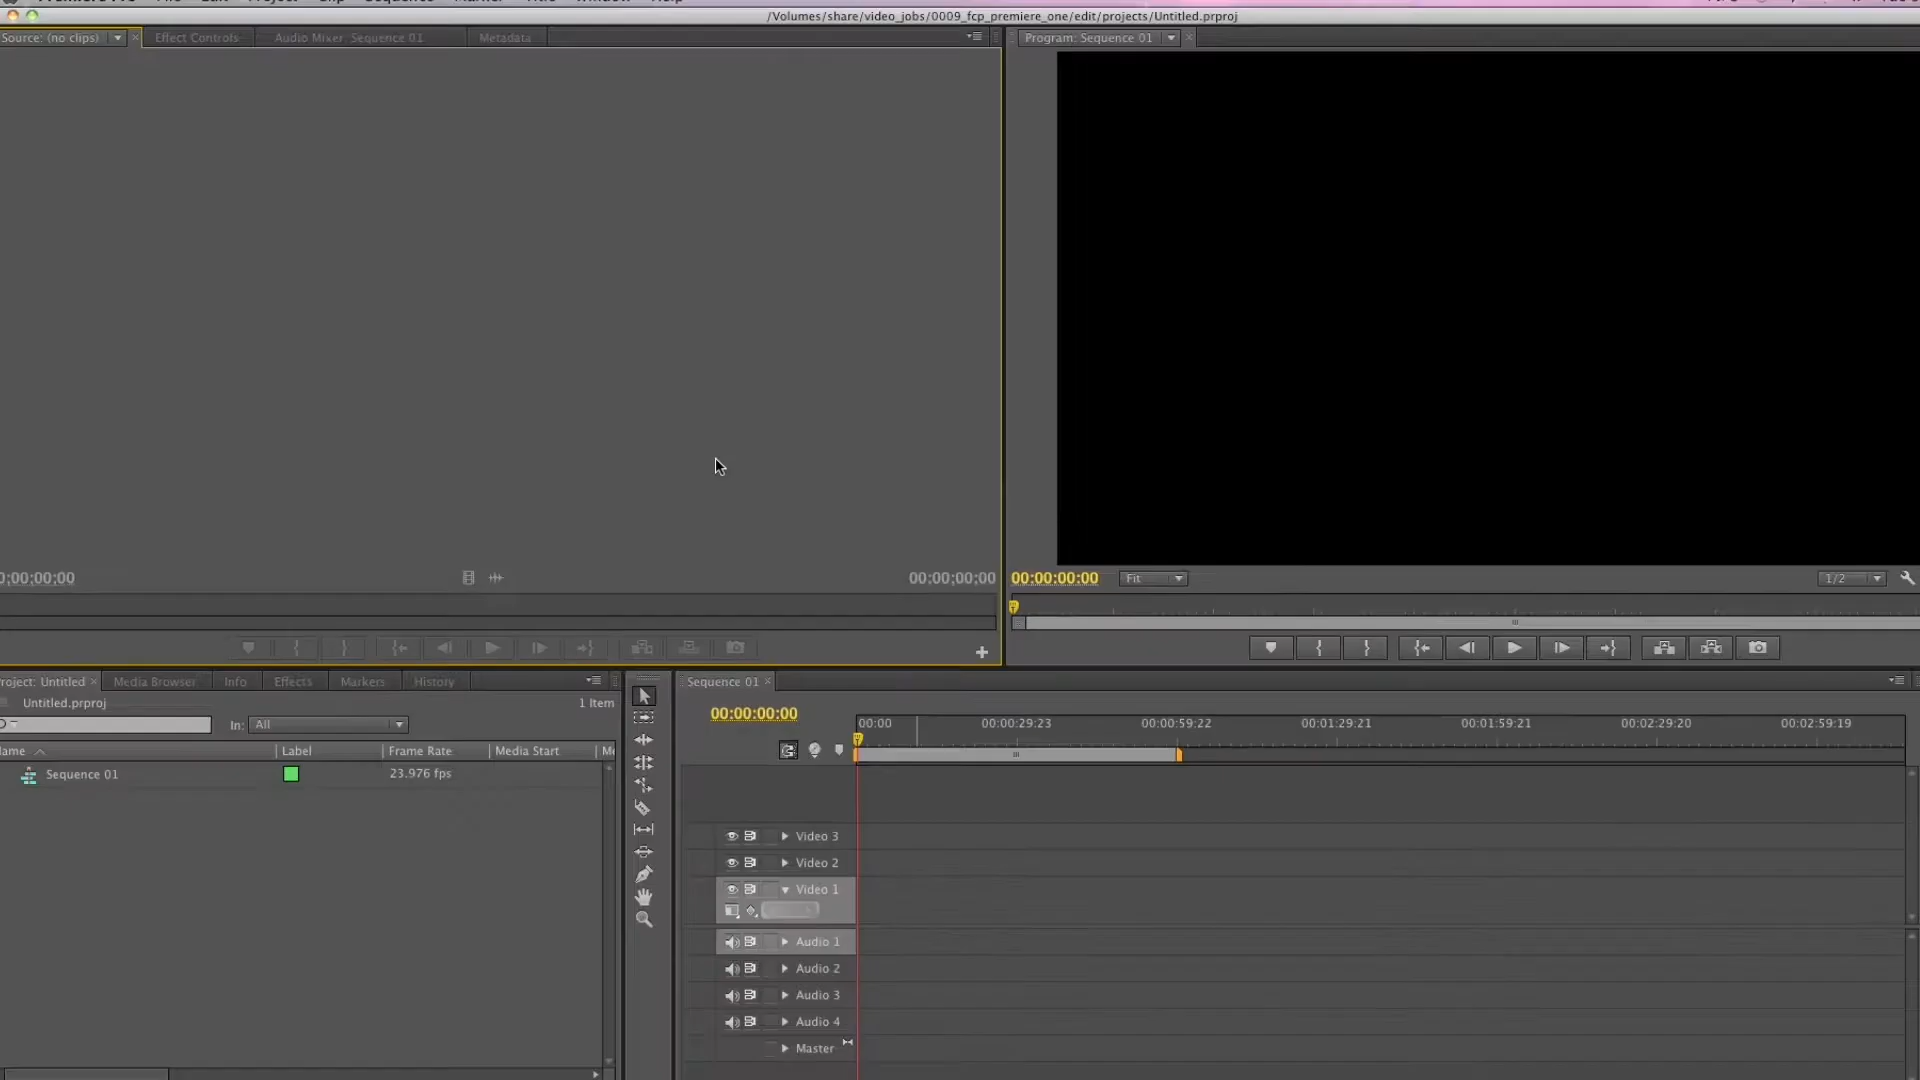 /Volumes/share/video_jobs/0009_fcp_premiere_one/edit/projects/Untitled.prproj
Source: (no clips)
Effect Controls
Audio Mixer: Sequence 01
Metadata
Program: Sequence 01
0;00;00;00
00:00:00;00
00:00:00:00
Fit
1/2
roject: Untitled
Media Browser
Info
Effects
Markers
History
Sequence 01
Untitled.prproj
1 Item
In: All
ame
Label
Frame Rate
Media Start
Me
Sequence 01
23.976 fps
00:00:00:00
00:00
00:00:29:23
00:00:59:22
00:01:29:21
00:01:59:21
00:02:29:20
00:02:59:19
Video 3
Video 2
Video 1
Audio 1
Audio 2
Audio 3
Audio 4
Master